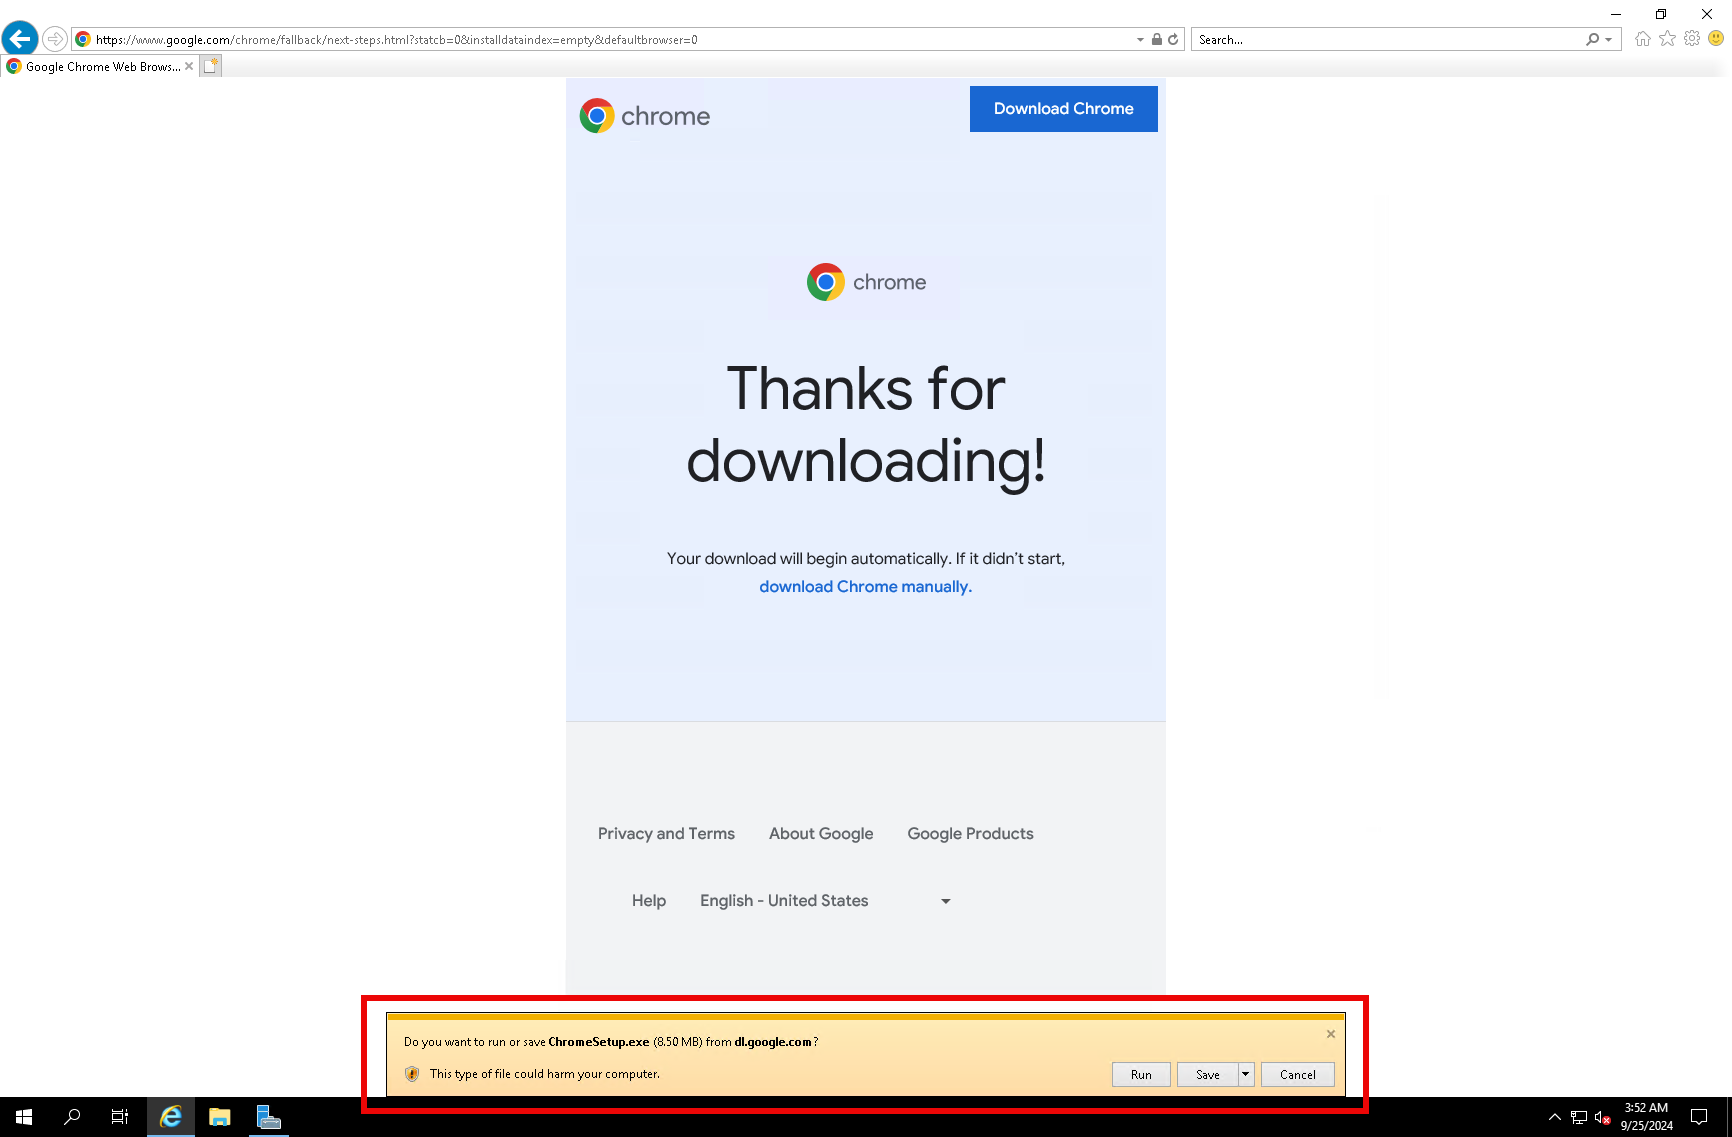 https://www.google.com/chrome/fallback/next-steps.html?statcb=0&installdataindex=empty&defaultbrowser=0
Search...
Google Chrome Web Brows...
chrome
Download Chrome
chrome
Thanks for
downloading!
Your download will begin automatically. If it didn't start,
download Chrome manually.
Privacy and Terms
About Google
Google Products
Help
English - United States
Do you want to run or save ChromeSetup.exe (8.50 MB) from dl.google.com?
This type of file could harm your computer.
Run
Save
Cancel
3:52 AM
9/25/2024